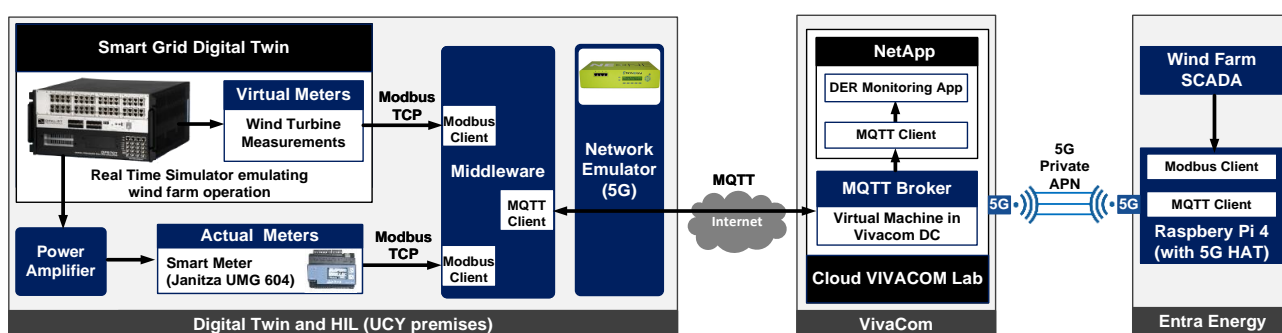 Smart Grid Digital Twin
Virtual Meters
Wind Turbine
Measurements
Real Time Simulator emulating
wind farm operation
Modbus
TCP
Power
Amplifier
Actual Meters
Smart Meter
(Janitza UMG 604)
Modbus
TCP
Modbus
Client
Middleware
MQTT
Client
Modbus
Client
Network
Emulator
(5G)
Digital Twin and HIL (UCY premises)
MQTT
Internet
NetApp
DER Monitoring App
MQTT Client
MQTT Broker
Virtual Machine in
Vivacom DC
Cloud VIVACOM Lab
VivaCom
5G
5G
Private
APN
5G
Wind Farm
SCADA
Modbus Client
MQTT Client
Raspbery Pi 4
(with 5G HAT)
Entra Energy